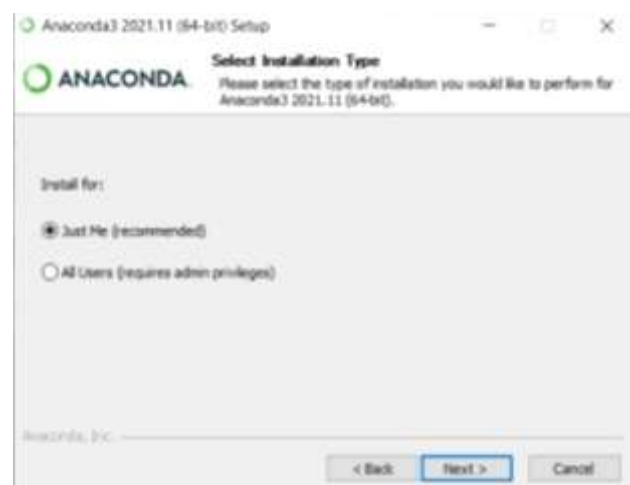 Anaconda3 2021.11 (64-bit) Setup
ANACONDA.
Select Installation Type
Please select the type of installation you would like to perform for
Anaconda3 2021.11 (64-bit).
Install for:
Just Me (recommended)
All Users (requires admin privileges)
Anaconda, Inc.
< Back
Next >
Cancel